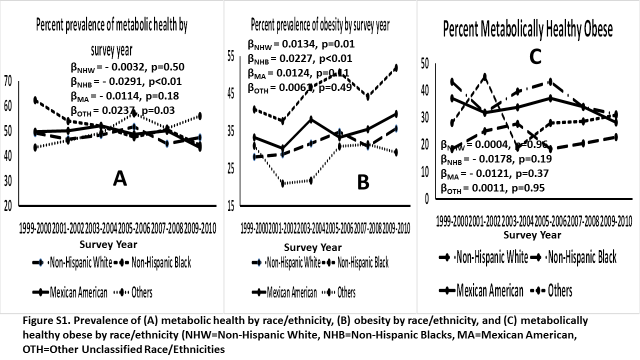 Percent prevalence of metabolic health by
survey year
βNHW = - 0.0032, p=0.50
βNHB = - 0.0291, p<0.01
βMA = - 0.0114, p=0.18
βOTH = 0.0237, p=0.03
70
60
50
40
30
20
A
1999-2000 2001-2002 2003-2004 2005-2006 2007-2008 2009-2010
Survey Year
Non-Hispanic White Non-Hispanic Black
Mexican American Others
Percent prevalence of obesity by survey year
βNHW = 0.0134, p=0.01
βNHB = 0.0227, p<0.01
βMA = 0.0124, p=0.11
βOTH = 0.0061, p=0.49
55
45
35
25
15
B
1999-2000 2001-2002 2003-2004 2005-2006 2007-2008 2009-2010
Survey Year
Non-Hispanic White Non-Hispanic Black
Mexican American Others
Percent Metabolically Healthy Obese
C
50
40
30
20
10
0
0.0004, p=0.96
βNHB = - 0.0178, p=0.19
βMA = - 0.0121, p=0.37
βOTH = 0.0011, p=0.95
1999-2000 2001-2002 2003-2004 2005-2006 2007-2008 2009-2010
Survey Year
Non-Hispanic White Non-Hispanic Black
Mexican American Others
Figure S1. Prevalence of (A) metabolic health by race/ethnicity, (B) obesity by race/ethnicity, and (C) metabolically
healthy obese by race/ethnicity (NHW=Non-Hispanic White, NHB=Non-Hispanic Blacks, MA=Mexican American,
OTH=Other Unclassified Race/Ethnicities